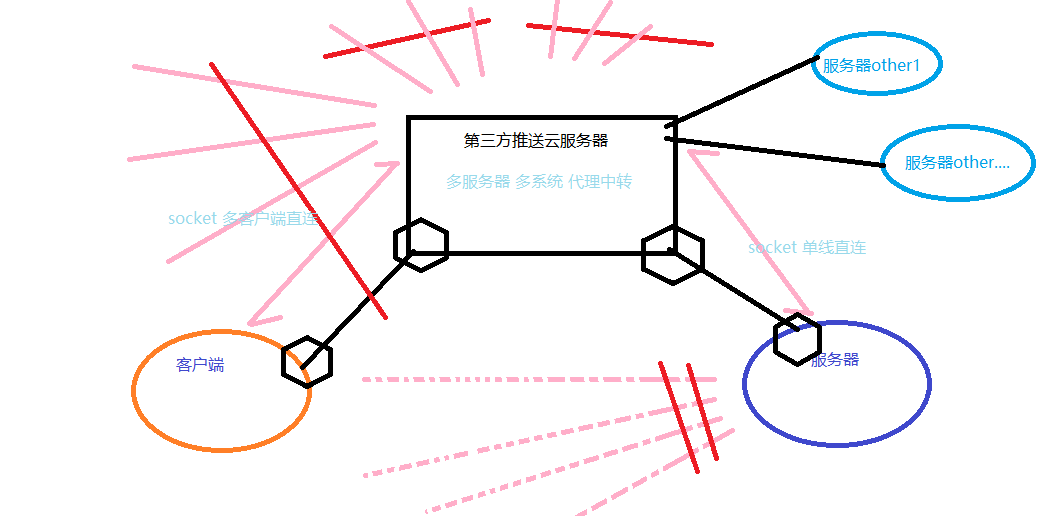 服务器other1
第三方推送云服务器
服务器other....
多服务器 多系统 代理中转
socket 多客户端直连
socket 单线直连
客户端
服务器